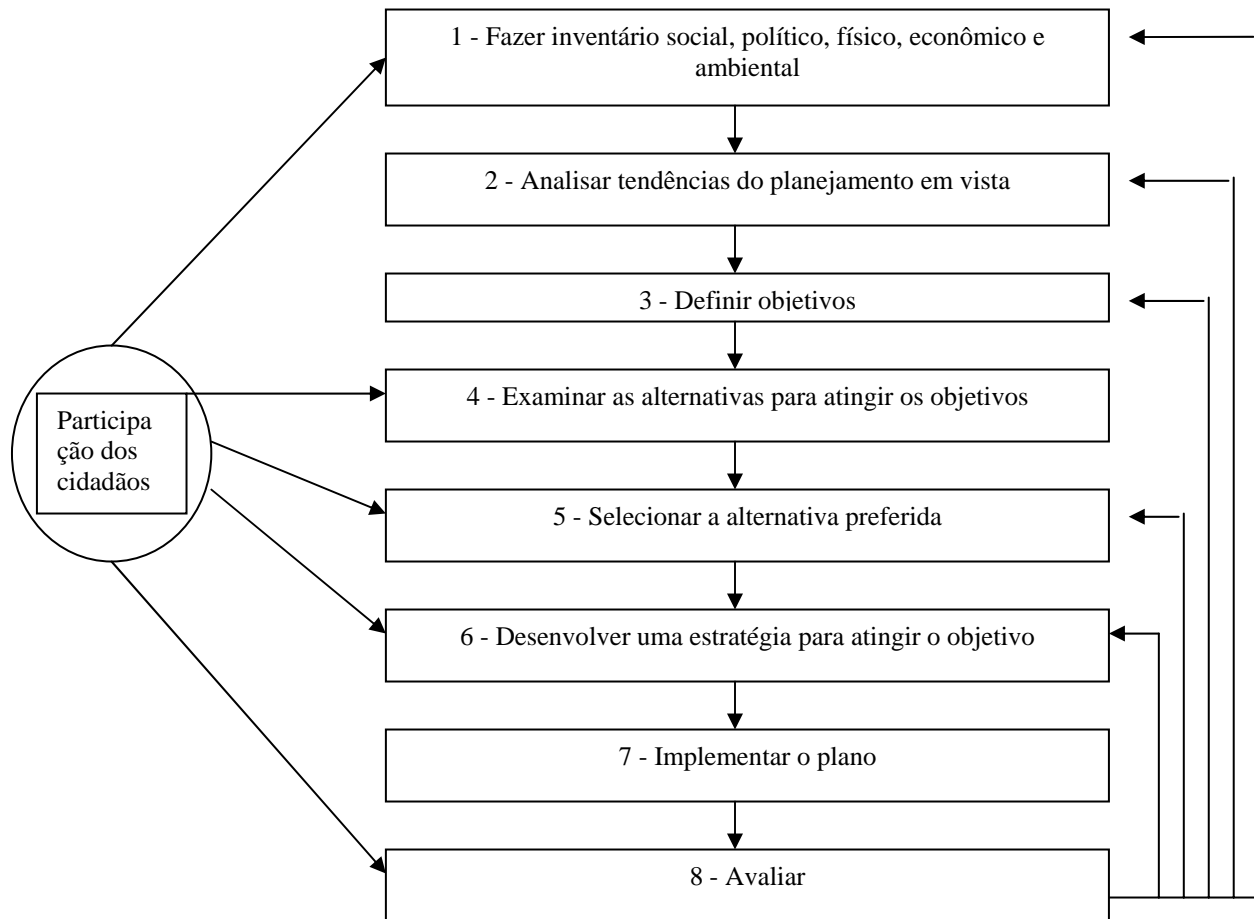 1 - Fazer inventário social, político, físico, econômico e
ambiental
2 - Analisar tendências do planejamento em vista
3 - Definir objetivos
4 - Examinar as alternativas para atingir os objetivos
Participa
ção dos
cidadãos
5 - Selecionar a alternativa preferida
6 - Desenvolver uma estratégia para atingir o objetivo
7 - Implementar o plano
8 - Avaliar